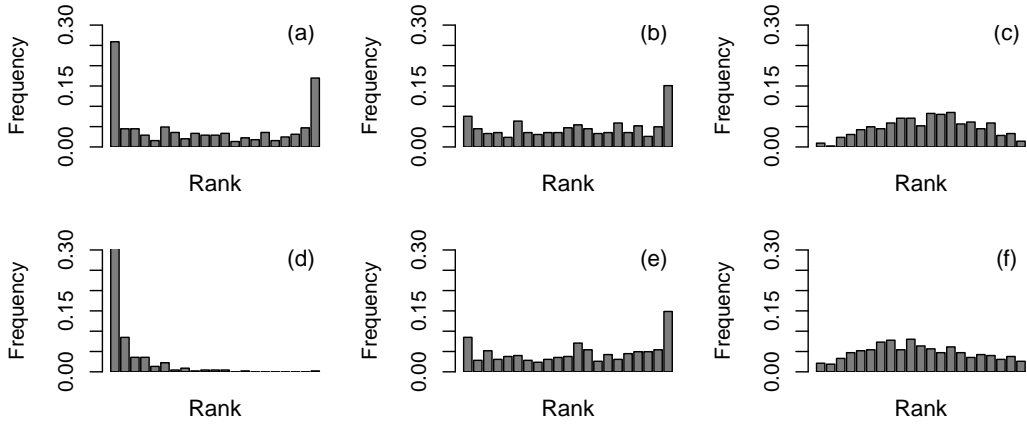 (a)
Frequency
0.00 0.15 0.30
Rank
(b)
Frequency
0.00 0.15 0.30
Rank
(c)
Frequency
0.00 0.15 0.30
Rank
(d)
Frequency
0.00 0.15 0.30
Rank
(e)
Frequency
0.00 0.15 0.30
Rank
(f)
Frequency
0.00 0.15 0.30
Rank